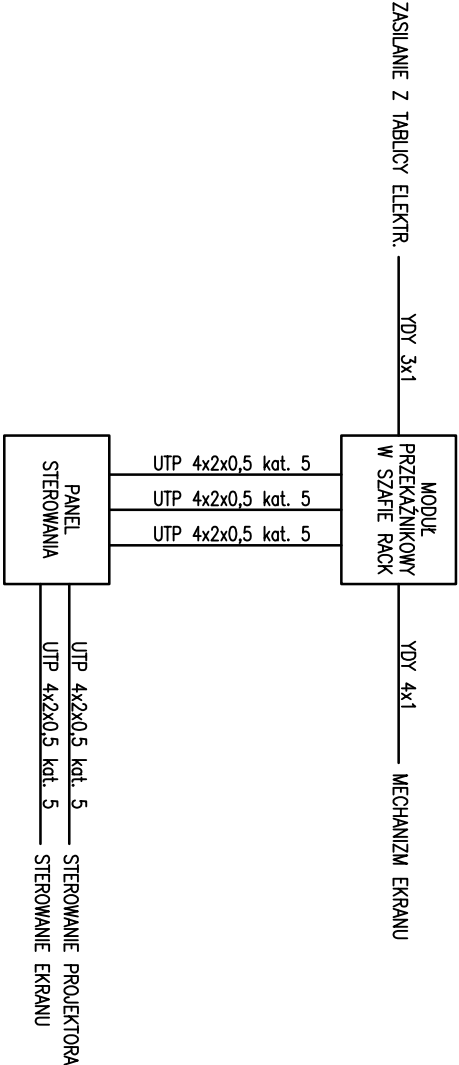 ZASILANIE Z TABLICY ELEKTR.
YDY 3x1
MODUŁ
PRZEKAŹNIKOWY
W SZAFIE RACK
YDY 4x1
MECHANIZM EKRANU
UTP 4x2x0,5 kat. 5
UTP 4x2x0,5 kat. 5
UTP 4x2x0,5 kat. 5
PANEL
STEROWANIA
UTP 4x2x0,5 kat. 5
STEROWANIE PROJEKTORA
UTP 4x2x0,5 kat. 5
STEROWANIE EKRANU